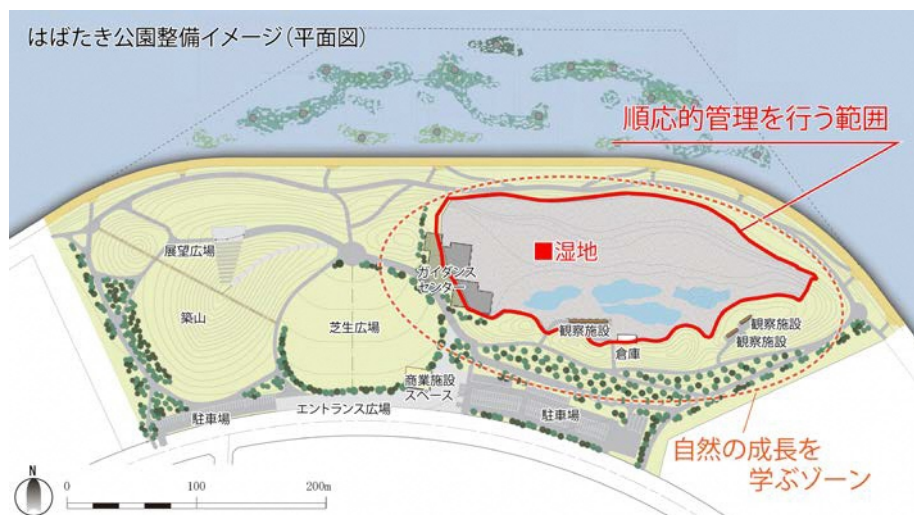 はばたき公園整備イメージ（平面図）
順応的管理を行う範囲
■湿地
展望広場
ガイダンス
センター
築山
芝生広場
観察施設
観察施設
観察施設
倉庫
商業施設
スペース
駐車場
エントランス広場
駐車場
自然の成長を
学ぶゾーン
N
0 100 200m